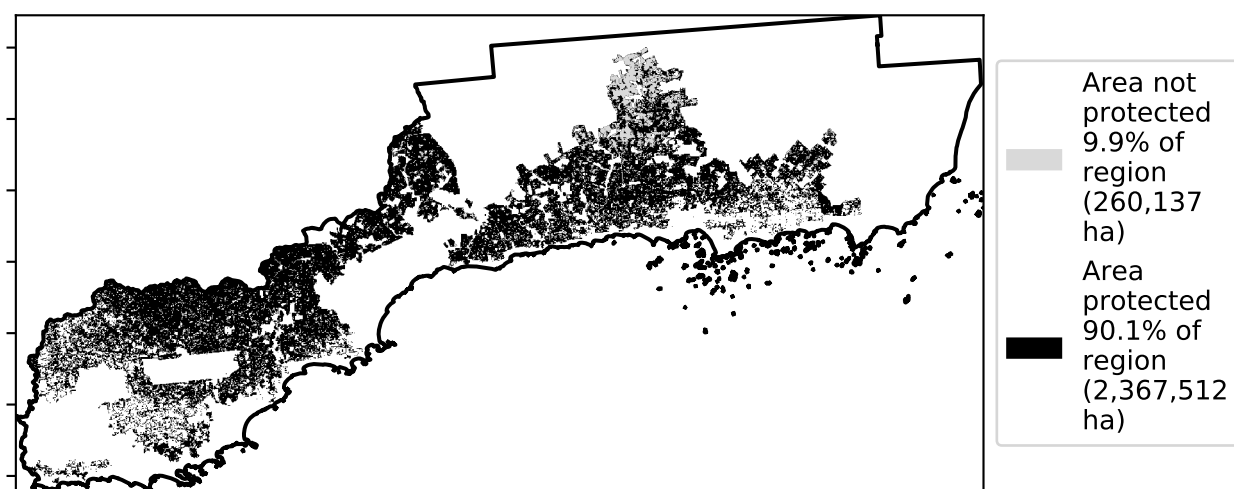 Area not
protected
9.9% of
region
(260,137
ha)
Area
protected
90.1% of
region
(2,367,512
ha)